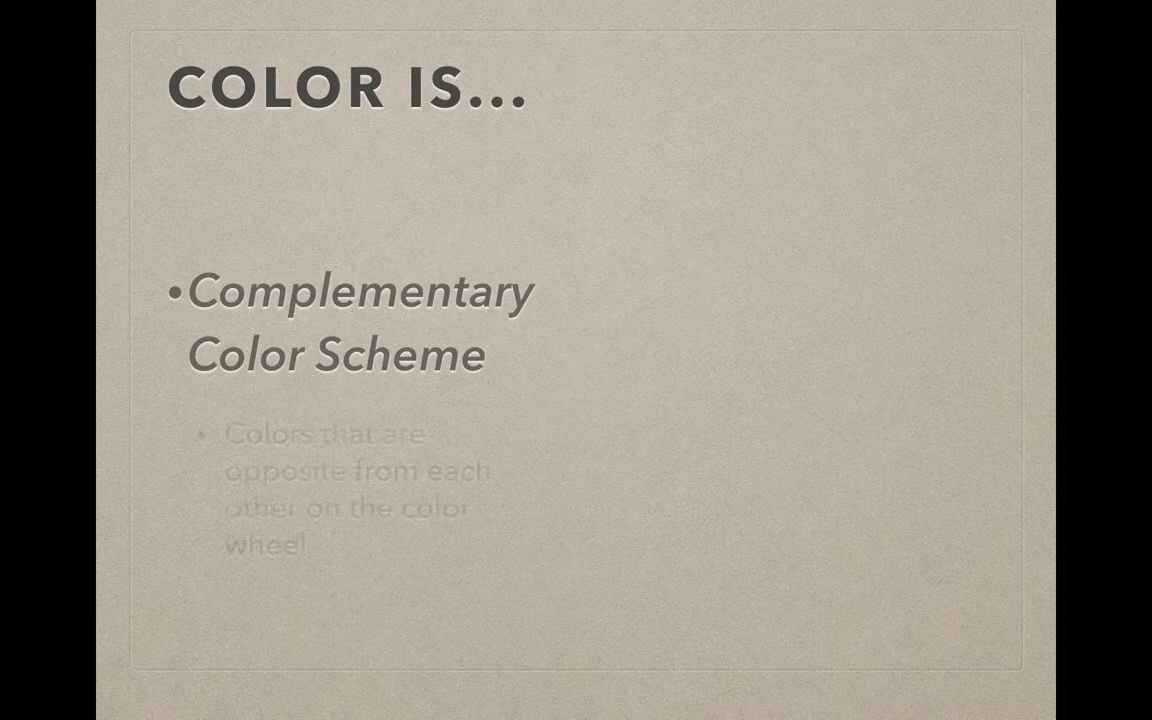 COLOR IS...
•Complementary
Color Scheme
• Colors that are
opposite from each
other on the color
wheel